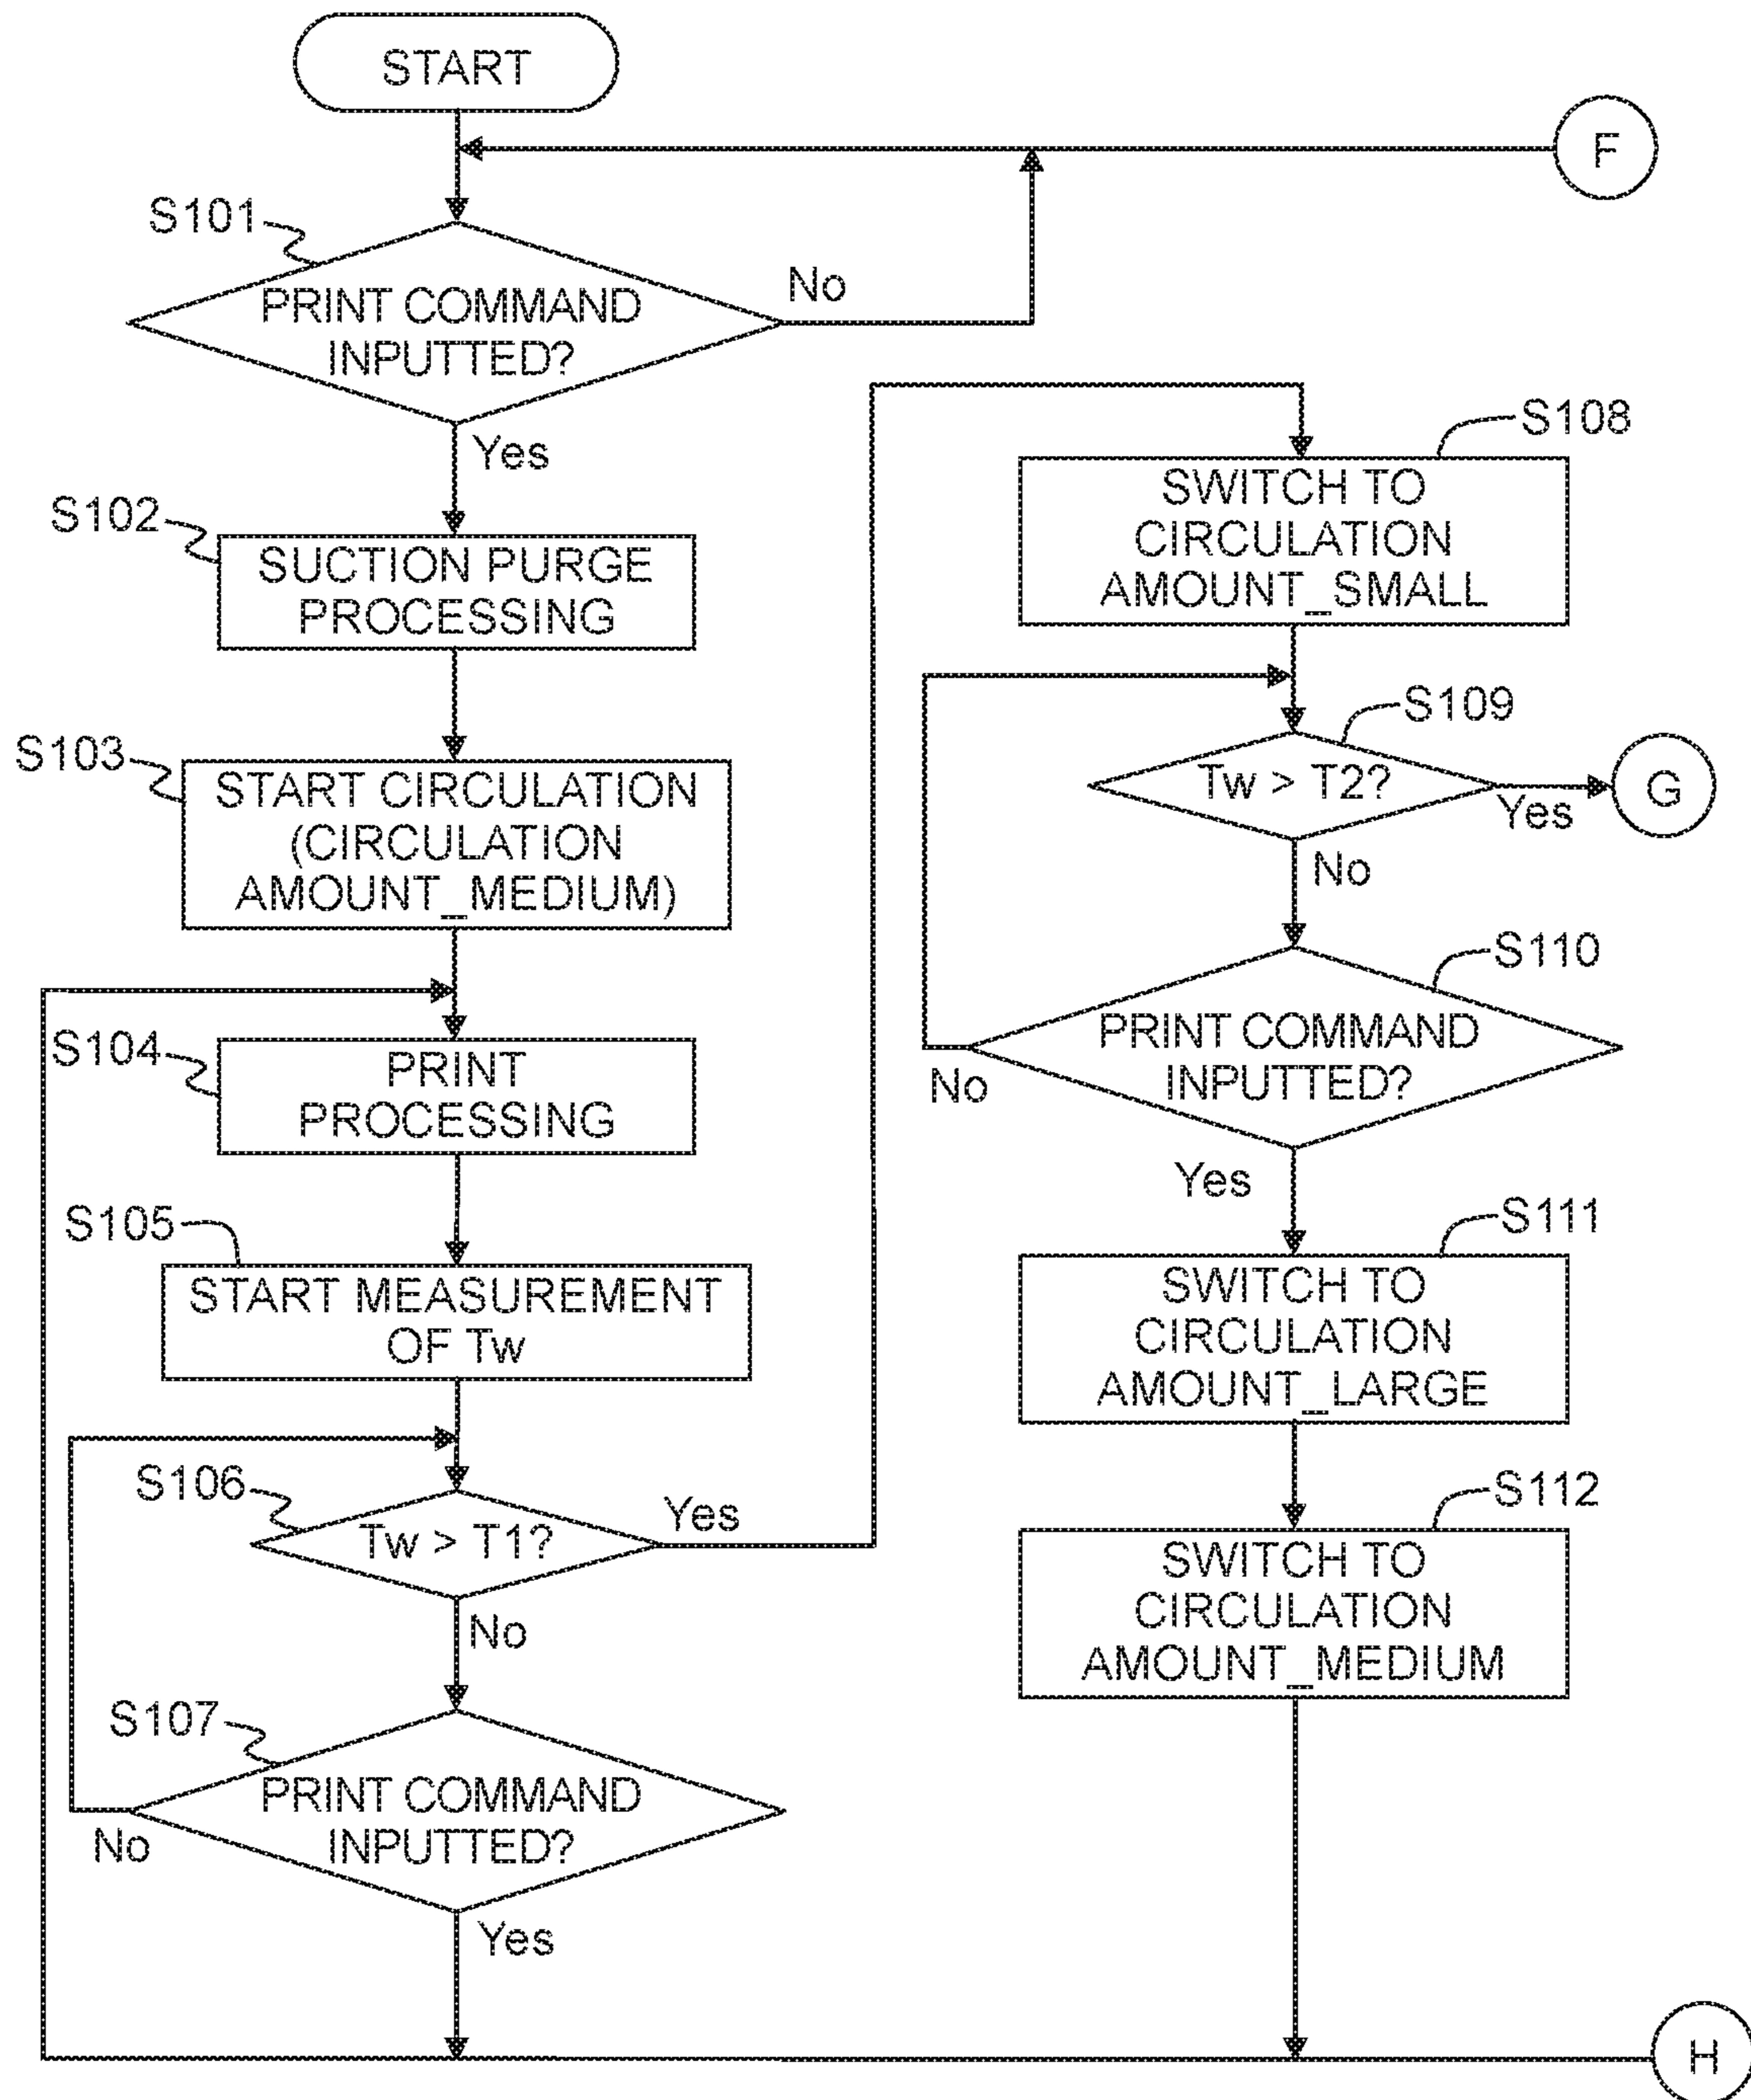 START
F
S101
PRINT COMMAND
INPUTTED?
No
Yes
S102
SUCTION PURGE
PROCESSING
S103
START CIRCULATION
(CIRCULATION
AMOUNT_MEDIUM)
S104
PRINT
PROCESSING
S105
START MEASUREMENT
OF Tw
S106
Tw > T1?
Yes
No
S107
PRINT COMMAND
INPUTTED?
No
Yes
S108
SWITCH TO
CIRCULATION
AMOUNT_SMALL
S109
Tw > T2?
Yes
G
No
S110
PRINT COMMAND
INPUTTED?
No
Yes
S111
SWITCH TO
CIRCULATION
AMOUNT_LARGE
S112
SWITCH TO
CIRCULATION
AMOUNT_MEDIUM
H